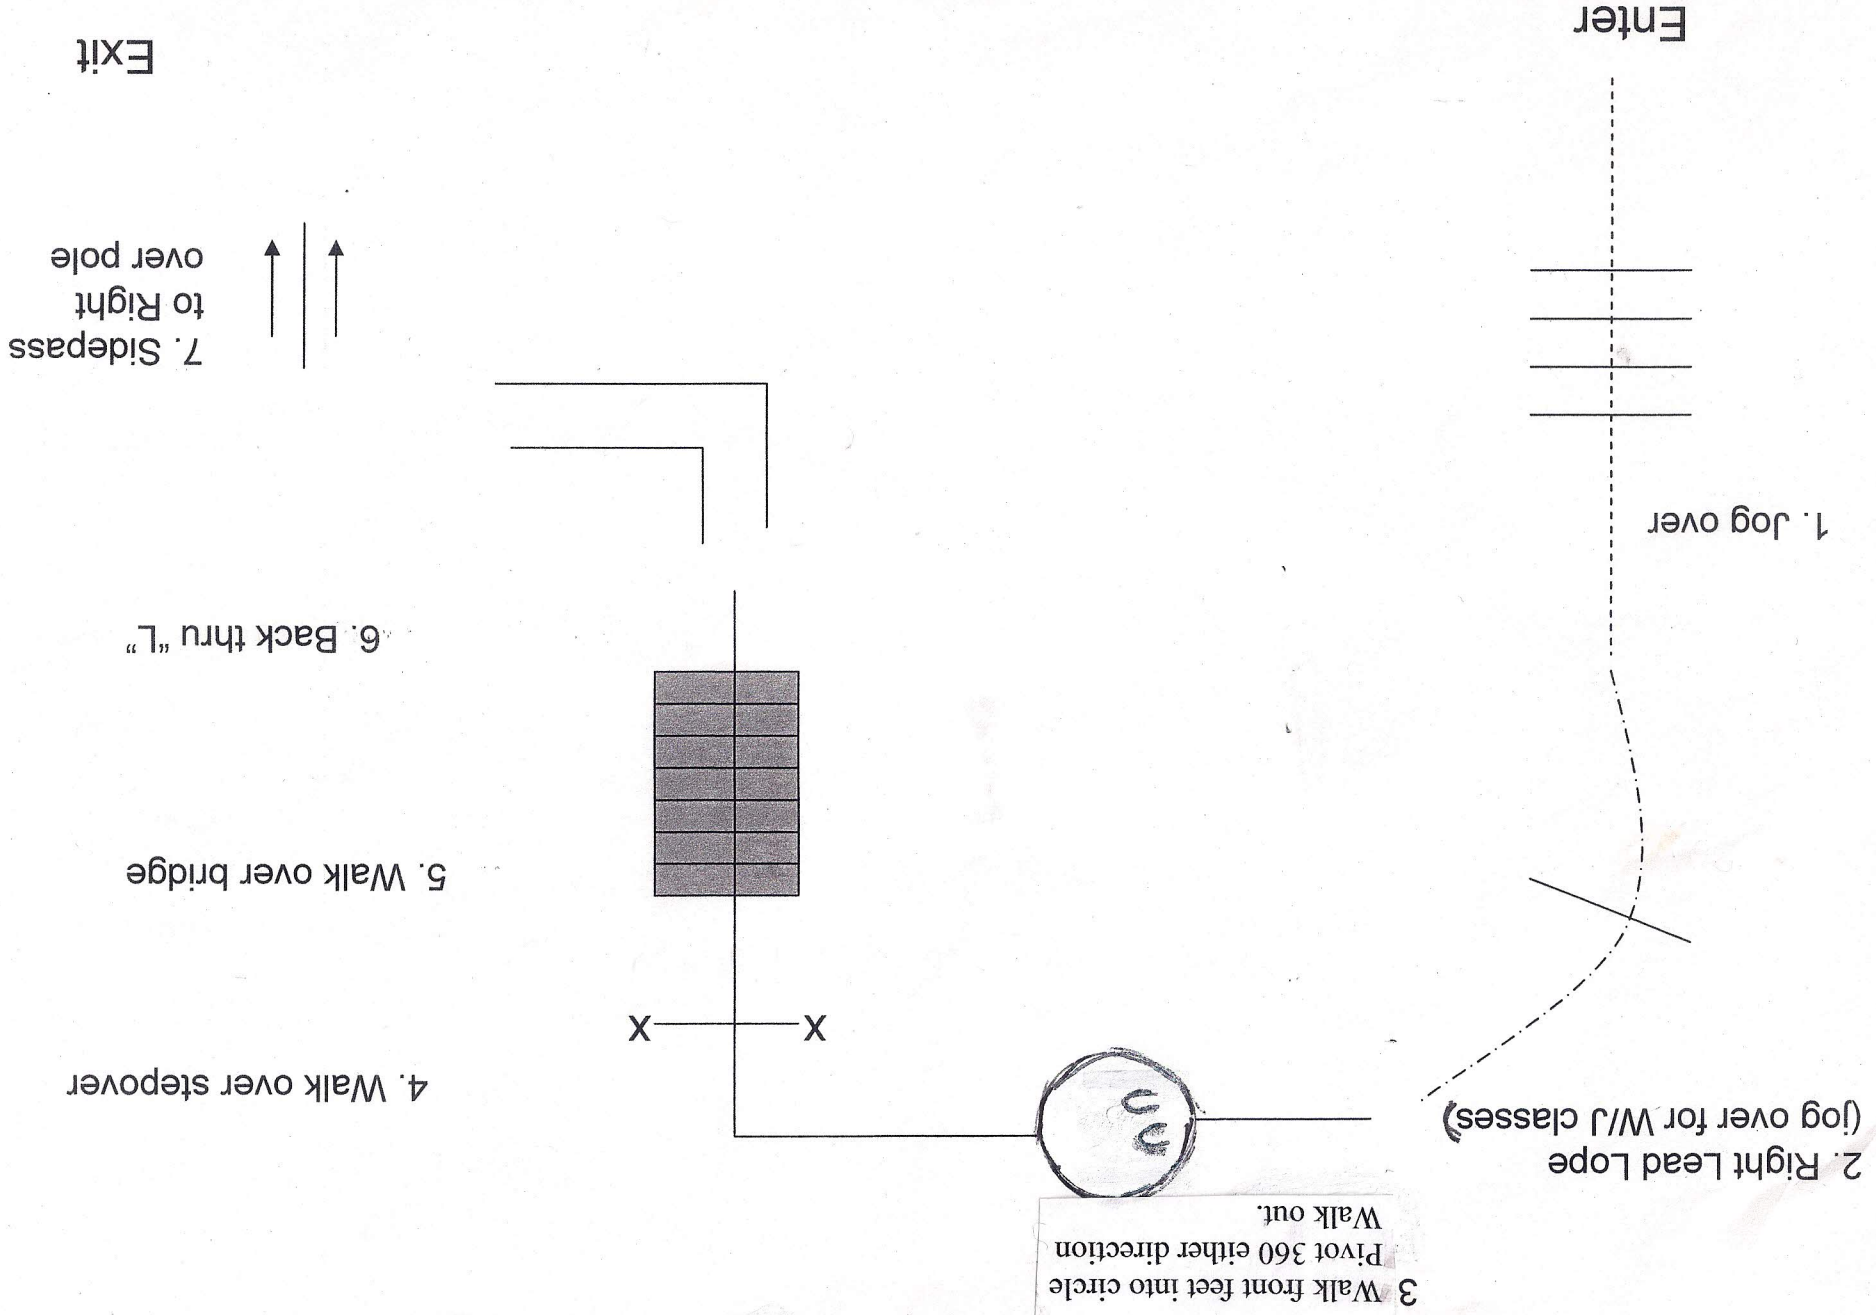 3 Walk front feet into circle
Pivot 360 either direction
Walk out.
2. Right Lead Lope
(jog over for W/J classes)
4. Walk over stepover
X X
5. Walk over bridge
6. Back thru “L”
1. Jog over
7. Sidepass
to Right
over pole
Enter
Exit